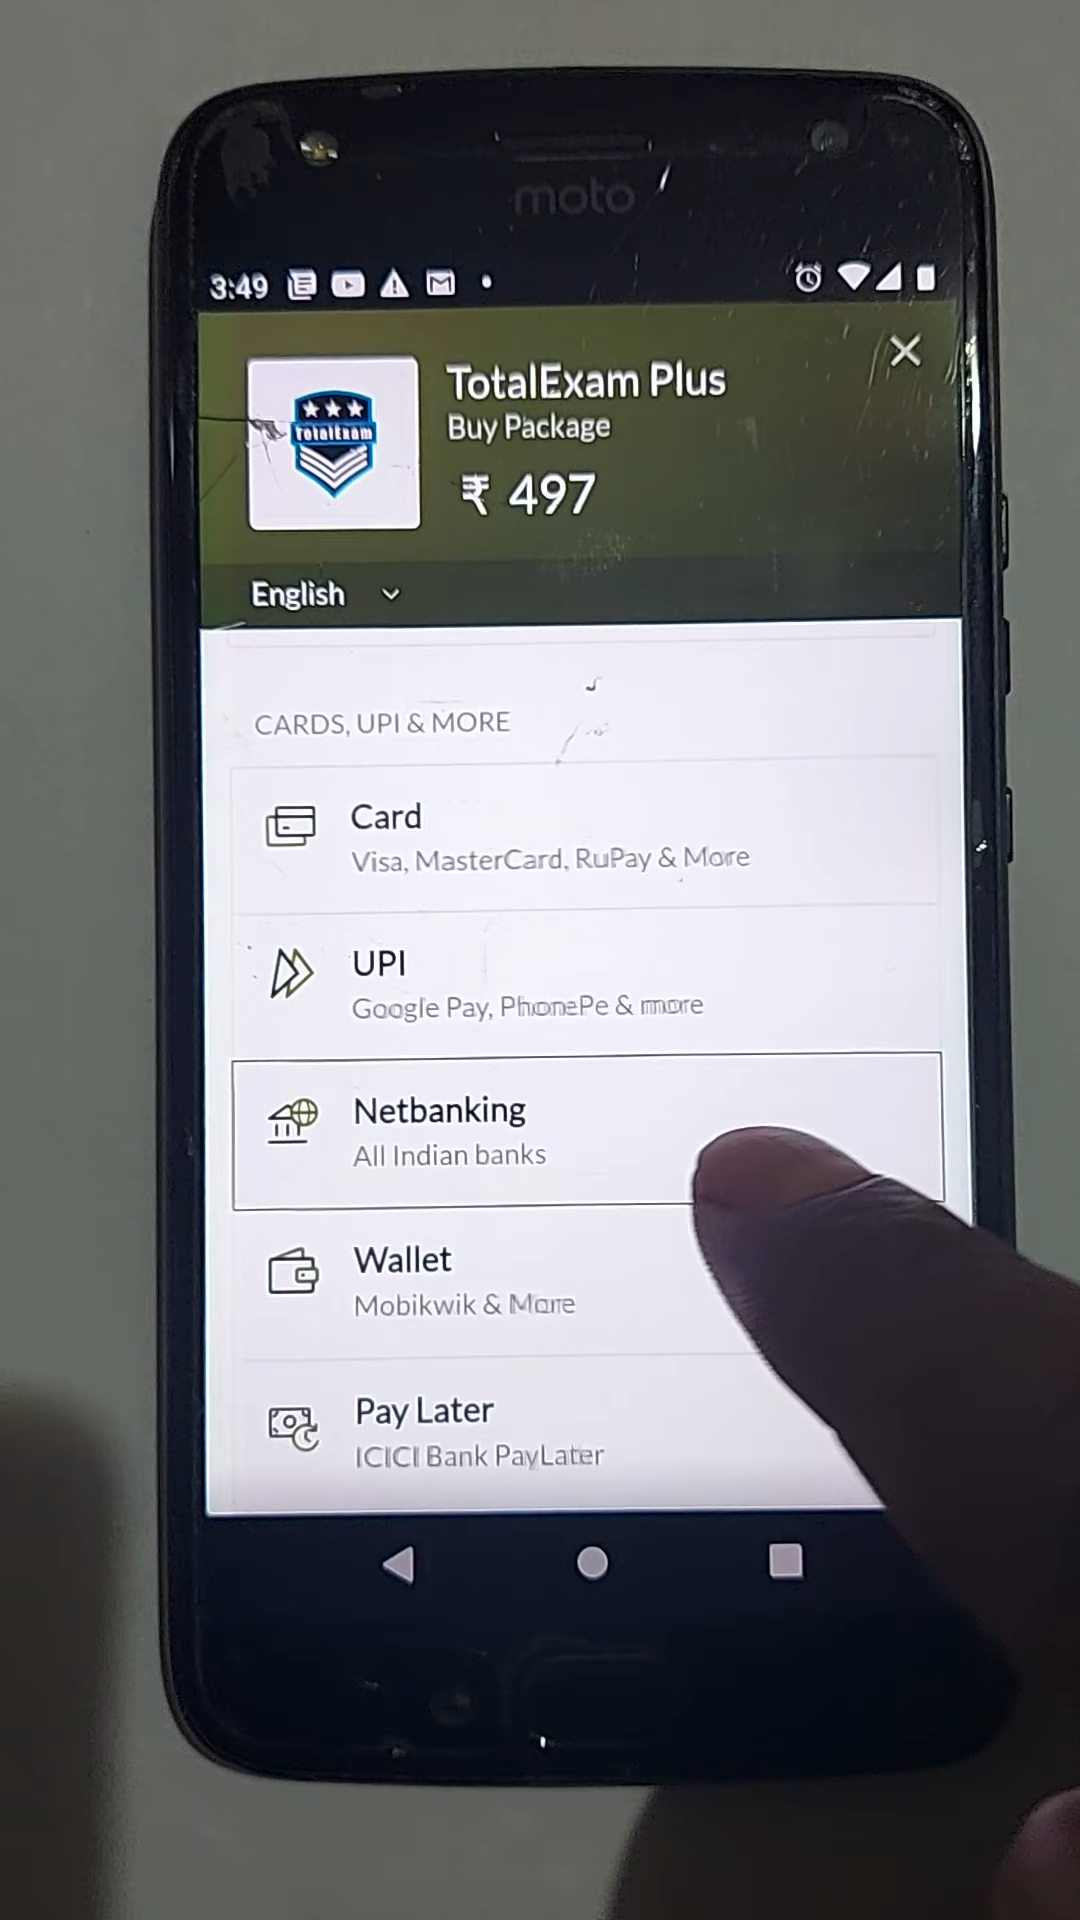 moto
3:49
TotalExam
TotalExam Plus
Buy Package
₹ 497
English
CARDS, UPI & MORE
Card
Visa, MasterCard, RuPay & More
UPI
Google Pay, PhonePe & more
Netbanking
All Indian banks
Wallet
Mobikwik & More
Pay Later
ICICI Bank PayLater